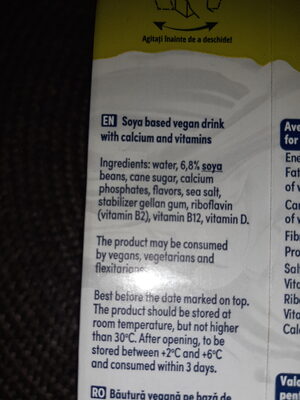 Agitați înainte de a deschide!
EN Soya based vegan drink
with calcium and vitamins
Ingredients: water, 6,8% soya
beans, cane sugar, calcium
phosphates, flavors, sea salt,
stabilizer gellan gum, riboflavin
(vitamin B2), vitamin B12, vitamin D.
The product may be consumed
by vegans, vegetarians and
flexitarians.
Best before the date marked on top.
The product should be stored at
room temperature, but not higher
than 30°C. After opening, to be
stored between +2°C and +6°C
and consumed within 3 days.
RO Băutură vegană pe bază de
Ave
for
Ene
Fat
of v
Car
of v
Fibr
Pro
Salt
Vita
Ribo
Vita
Calc
Valo
pent